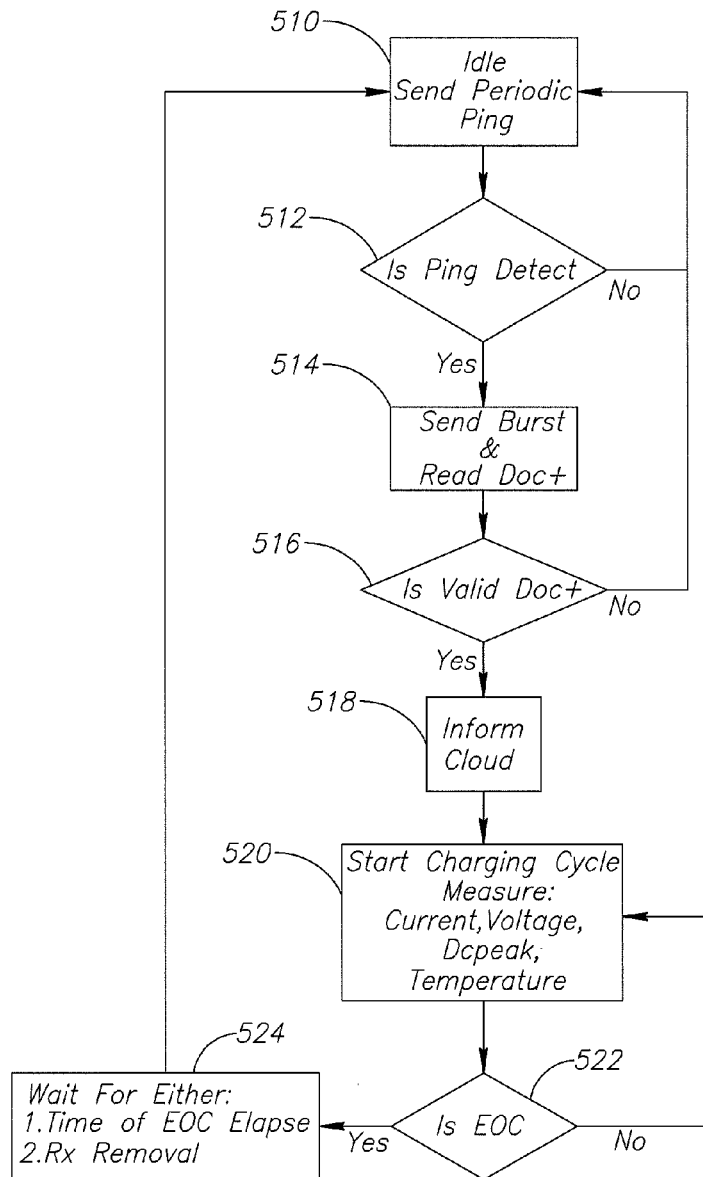 510
Idle
Send Periodic
Ping
512
Is Ping Detect
No
Yes
514
Send Burst
&
Read Doc+
516
Is Valid Doc+
No
Yes
518
Inform
Cloud
520
Start Charging Cycle
Measure:
Current,Voltage,
Dcpeak,
Temperature
524
522
Wait For Either:
1.Time of EOC Elapse
2.Rx Removal
Yes
Is EOC
No